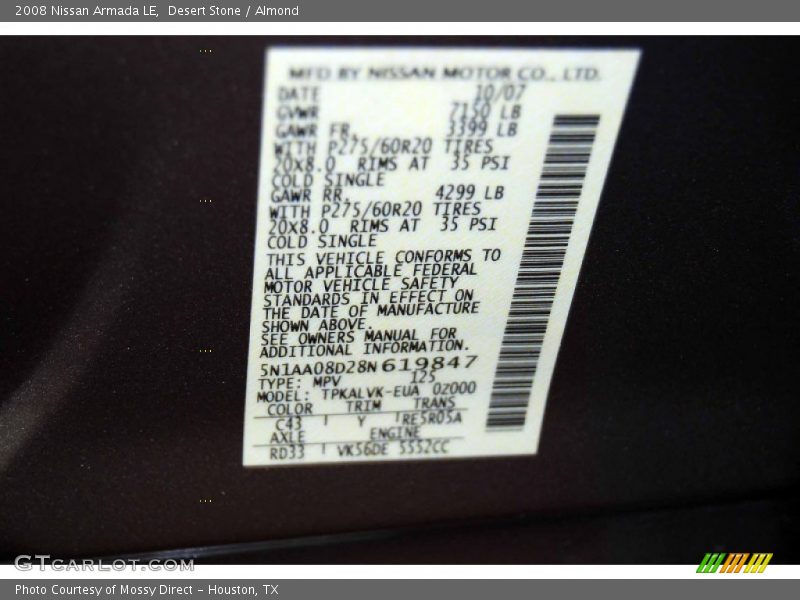 2008 Nissan Armada LE, Desert Stone / Almond
MFD BY NISSAN MOTOR CO., LTD.
DATE 10/07
GVWR 7150 LB
GAWR FR. 3399 LB
WITH P275/60R20 TIRES
20X8.0 RIMS AT 35 PSI
COLD SINGLE
GAWR RR. 4299 LB
WITH P275/60R20 TIRES
20X8.0 RIMS AT 35 PSI
COLD SINGLE
THIS VEHICLE CONFORMS TO
ALL APPLICABLE FEDERAL
MOTOR VEHICLE SAFETY
STANDARDS IN EFFECT ON
THE DATE OF MANUFACTURE
SHOWN ABOVE.
SEE OWNERS MANUAL FOR
ADDITIONAL INFORMATION.
5N1AA08D28N619847
TYPE: MPV 125
MODEL: TPKALVK-EUA 0Z000
COLOR TRIM TRANS
C43 Y RE5R05A
AXLE ENGINE
RD33 VK56DE 5552CC
GTCarLot.com
Photo Courtesy of Mossy Direct - Houston, TX